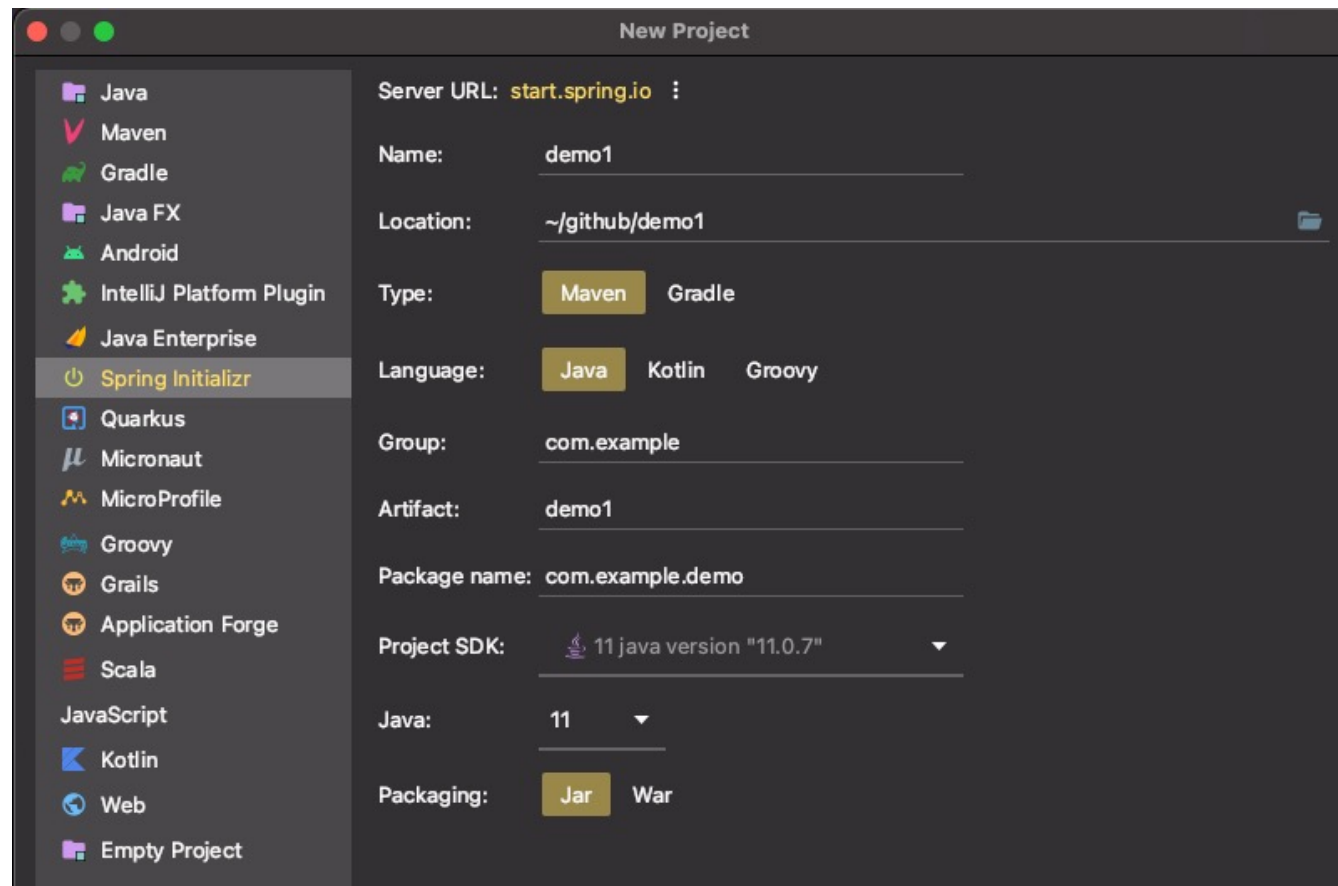 New Project
Java
Maven
Gradle
Java FX
Android
IntelliJ Platform Plugin
Java Enterprise
Spring Initializr
Quarkus
Micronaut
MicroProfile
Groovy
Grails
Application Forge
Scala
JavaScript
Kotlin
Web
Empty Project
Server URL: start.spring.io
Name: demo1
Location: ~/github/demo1
Type: Maven Gradle
Language: Java Kotlin Groovy
Group: com.example
Artifact: demo1
Package name: com.example.demo
Project SDK: 11 java version "11.0.7"
Java: 11
Packaging: Jar War